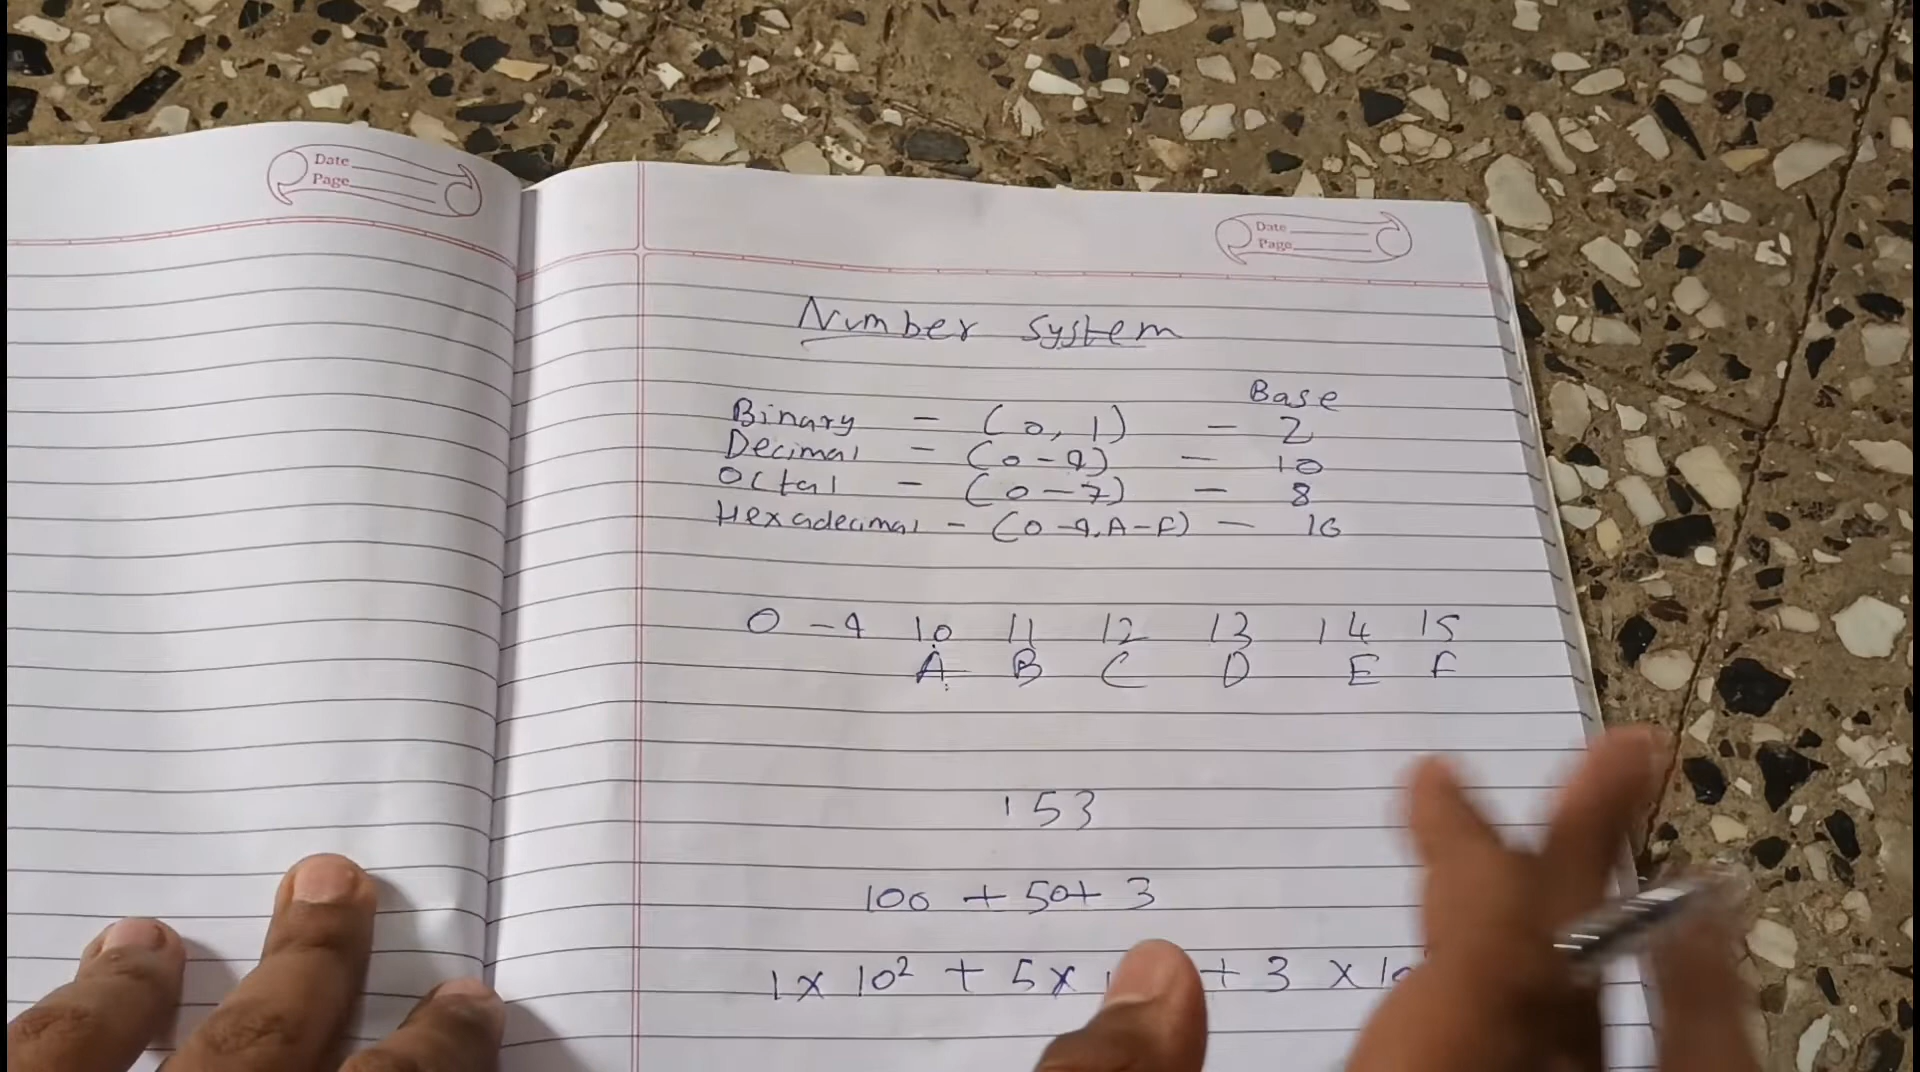 Date
Page
Date
Page
Number System
Base
Binary - (0, 1) - 2
Decimal - (0-9) - 10
Octal - (0-7) - 8
Hexadecimal - (0-9, A-F) - 16
0 - 9 10 11 12 13 14 15
A B C D E F
153
100 + 50 + 3
1 x 10² + 5 x + 3 x